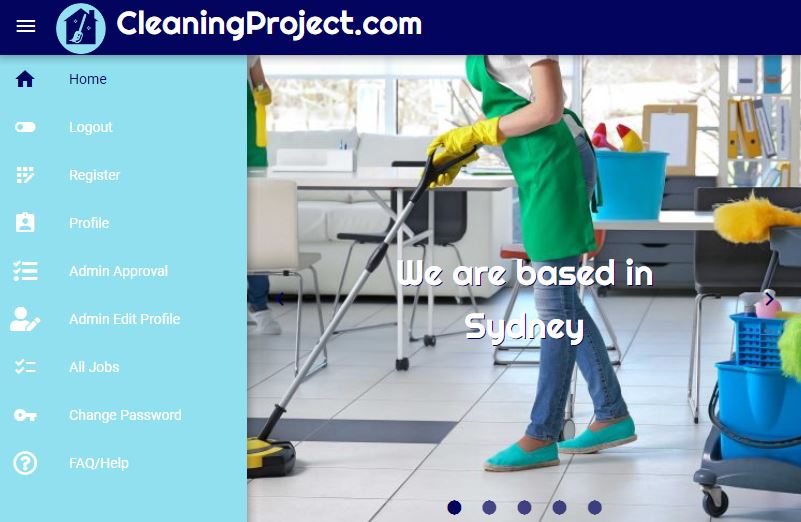 CleaningProject.com
Home
Logout
Register
Profile
Admin Approval
Admin Edit Profile
All Jobs
Change Password
FAQ/Help
We are based in
Sydney